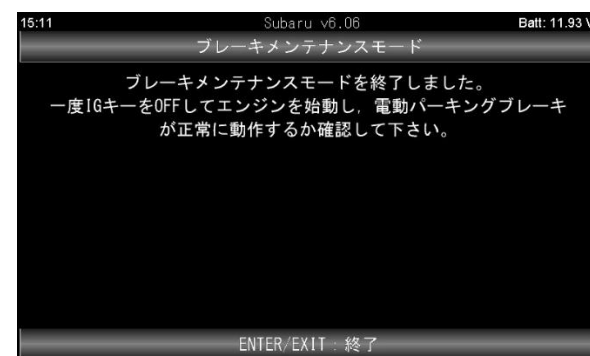 15:11 Subaru v6.06 Batt: 11.93 V
ブレーキメンテナンスモード
ブレーキメンテナンスモードを終了しました。
一度IGキーをOFFしてエンジンを始動し,電動パーキングブレーキ
が正常に動作するか確認して下さい。
ENTER/EXIT:終了